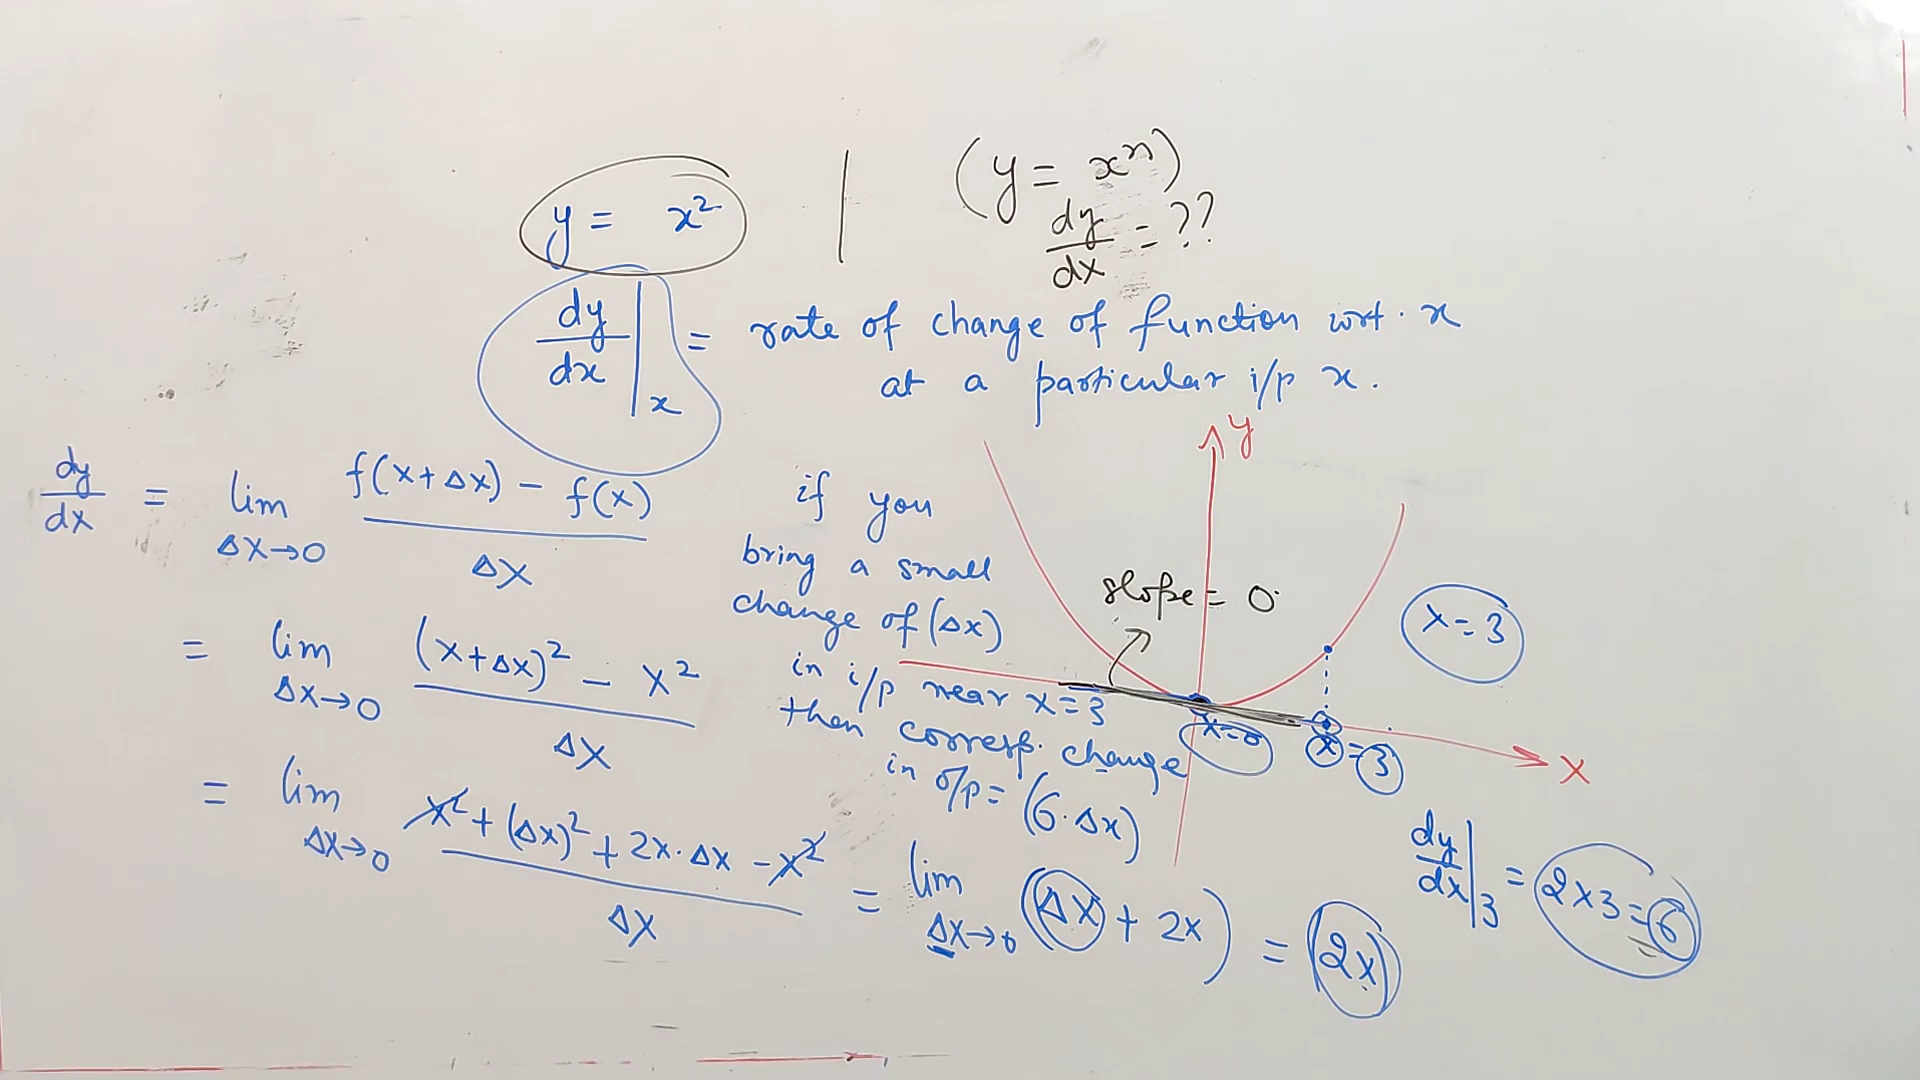 y = x²
(y = xⁿ)
dy/dx = ??
dy/dx |x = rate of change of function wrt. x
at a particular i/p x.
dy/dx = lim Δx→0 f(x+Δx) - f(x) / Δx
= lim Δx→0 (x+Δx)² - x² / Δx
= lim Δx→0 x² + (Δx)² + 2x·Δx - x² / Δx
= lim Δx→0 (Δx + 2x) = 2x
if you
bring a small
change of (Δx)
in i/p near x=3
then corresp. change
in o/p = (6·Δx)
y
slope = 0
x=3
x=0
x=3
x
dy/dx |3 = 2x3=6